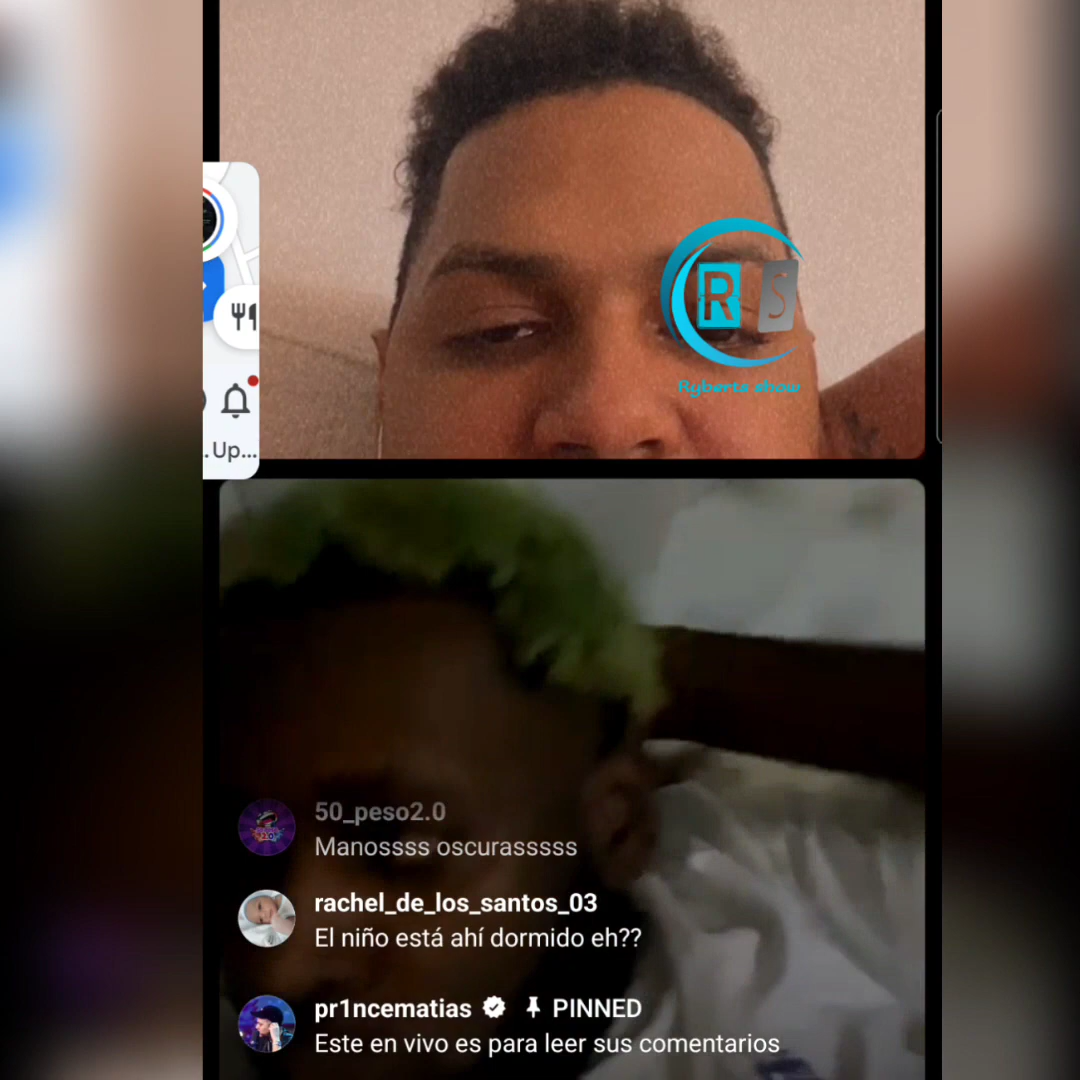 R S
Ryberts show
. Up...
50_peso2.0
Manossss oscurasssss
rachel_de_los_santos_03
El niño está ahí dormido eh??
pr1ncematias PINNED
Este en vivo es para leer sus comentarios